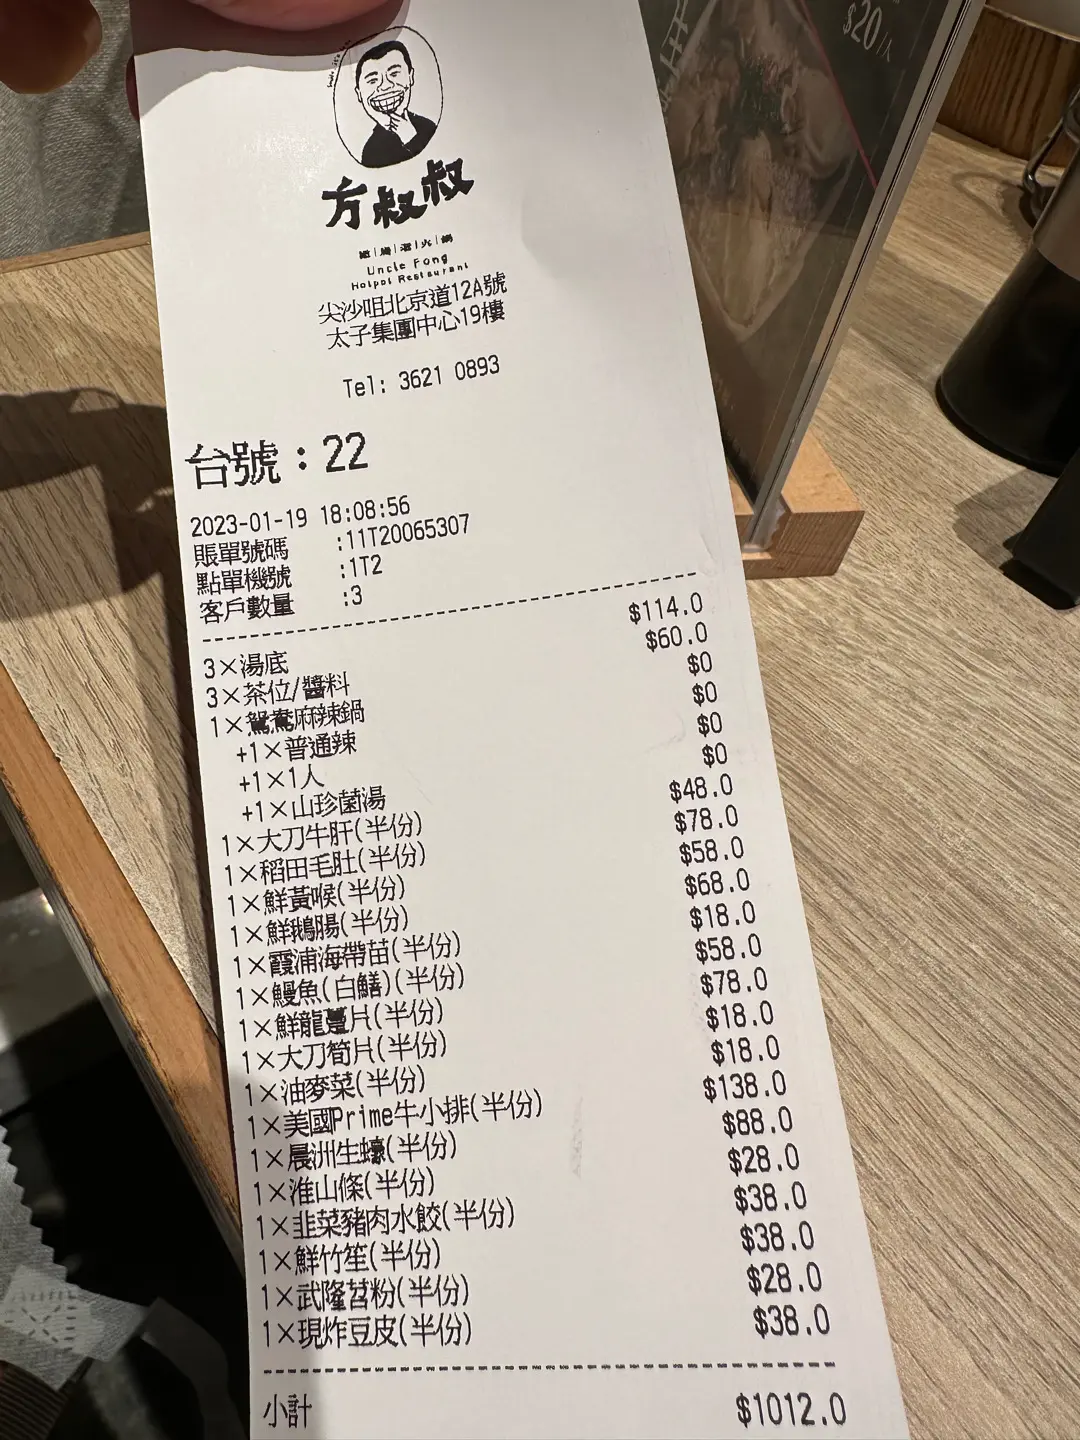 方叔叔
Uncle Fong
Hotpot Restaurant
尖沙咀北京道12A號
太子集團中心19樓
Tel: 3621 0893
台號：22
2023-01-19 18:08:56
賬單號碼 :11T20065307
點單機號 :1T2
客戶數量 :3
3×湯底 $114.0
3×茶位/醬料 $60.0
1×鴛鴦麻辣鍋 $0
+1×普通辣 $0
+1×1人 $0
+1×山珍菌湯 $0
1×大刀牛肝(半份) $48.0
1×稻田毛肚(半份) $78.0
1×鮮黃喉(半份) $58.0
1×鮮鵝腸(半份) $68.0
1×霞浦海帶苗(半份) $18.0
1×鰻魚(白鱔)(半份) $58.0
1×鮮龍躉片(半份) $78.0
1×大刀筍片(半份) $18.0
1×油麥菜(半份) $18.0
1×美國Prime牛小排(半份) $138.0
1×晨洲生蠔(半份) $88.0
1×淮山條(半份) $28.0
1×韭菜豬肉水餃(半份) $38.0
1×鮮竹笙(半份) $38.0
1×武隆苕粉(半份) $28.0
1×現炸豆皮(半份) $38.0
小計 $1012.0
$20/人